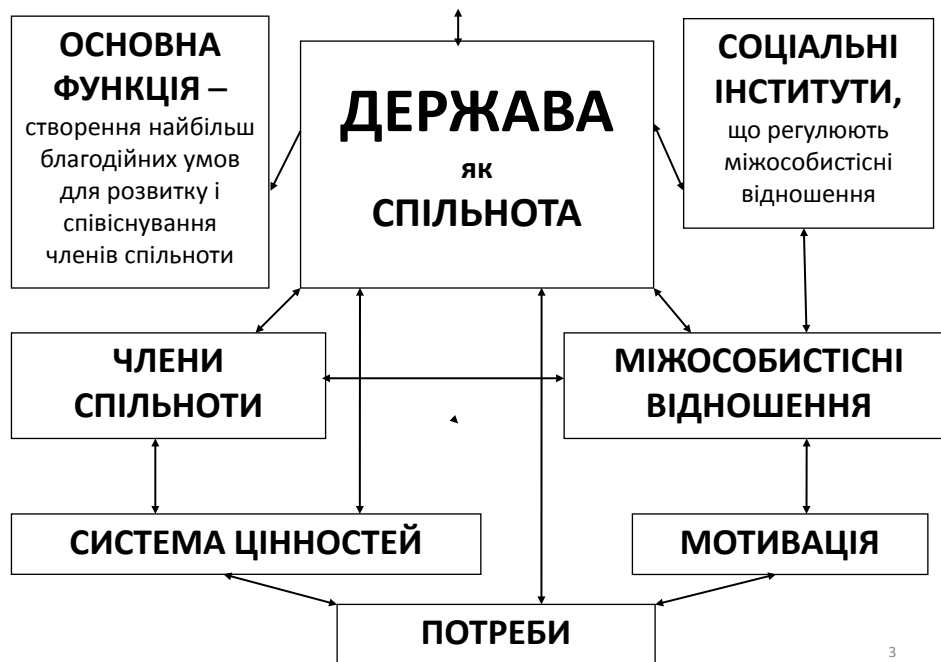 ОСНОВНА
ФУНКЦІЯ –
створення найбільш
благодійних умов
для розвитку і
співіснування
членів спільноти
ДЕРЖАВА
як
СПІЛЬНОТА
СОЦІАЛЬНІ
ІНСТИТУТИ,
що регулюють
міжособистісні
відношення
ЧЛЕНИ
СПІЛЬНОТИ
МІЖОСОБИСТІСНІ
ВІДНОШЕННЯ
СИСТЕМА ЦІННОСТЕЙ
МОТИВАЦІЯ
ПОТРЕБИ
3